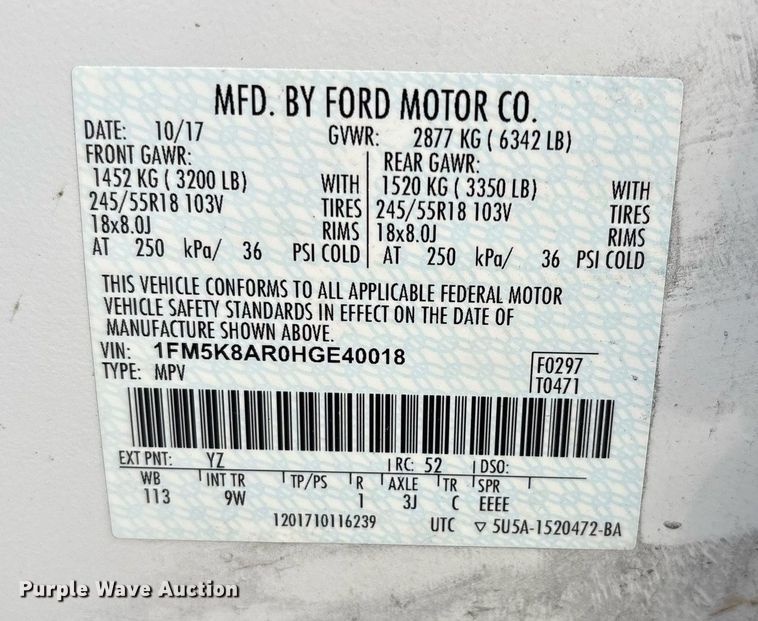 MFD. BY FORD MOTOR CO.
DATE: 10/17 GVWR: 2877 KG ( 6342 LB)
FRONT GAWR: REAR GAWR:
1452 KG ( 3200 LB) WITH 1520 KG ( 3350 LB) WITH
245/55R18 103V TIRES 245/55R18 103V TIRES
18x8.0J RIMS 18x8.0J RIMS
AT 250 kPa/ 36 PSI COLD AT 250 kPa/ 36 PSI COLD
THIS VEHICLE CONFORMS TO ALL APPLICABLE FEDERAL MOTOR
VEHICLE SAFETY STANDARDS IN EFFECT ON THE DATE OF
MANUFACTURE SHOWN ABOVE.
VIN: 1FM5K8AR0HGE40018 F0297
TYPE: MPV T0471
EXT PNT: YZ RC: 52 DSO:
WB INT TR TP/PS R AXLE TR SPR
113 9W 1 3J C EEEE
1201710116239 UTC ▽ 5U5A-1520472-BA
Purple Wave Auction